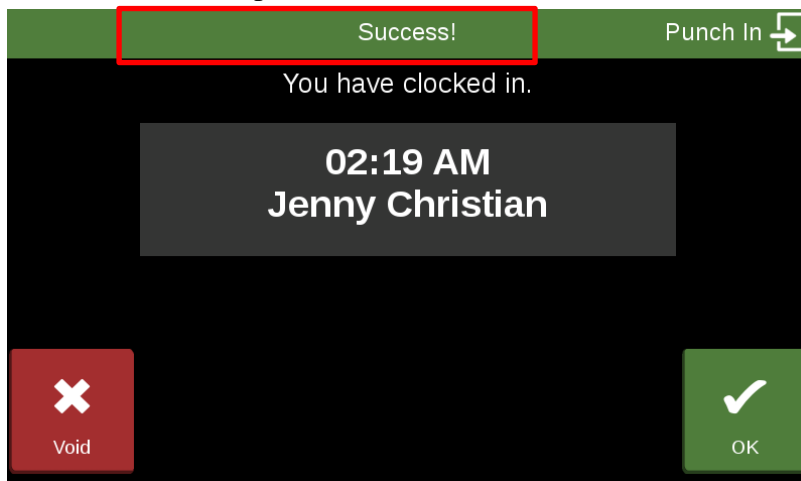 Success!
Punch In
You have clocked in.
02:19 AM
Jenny Christian
Void
OK